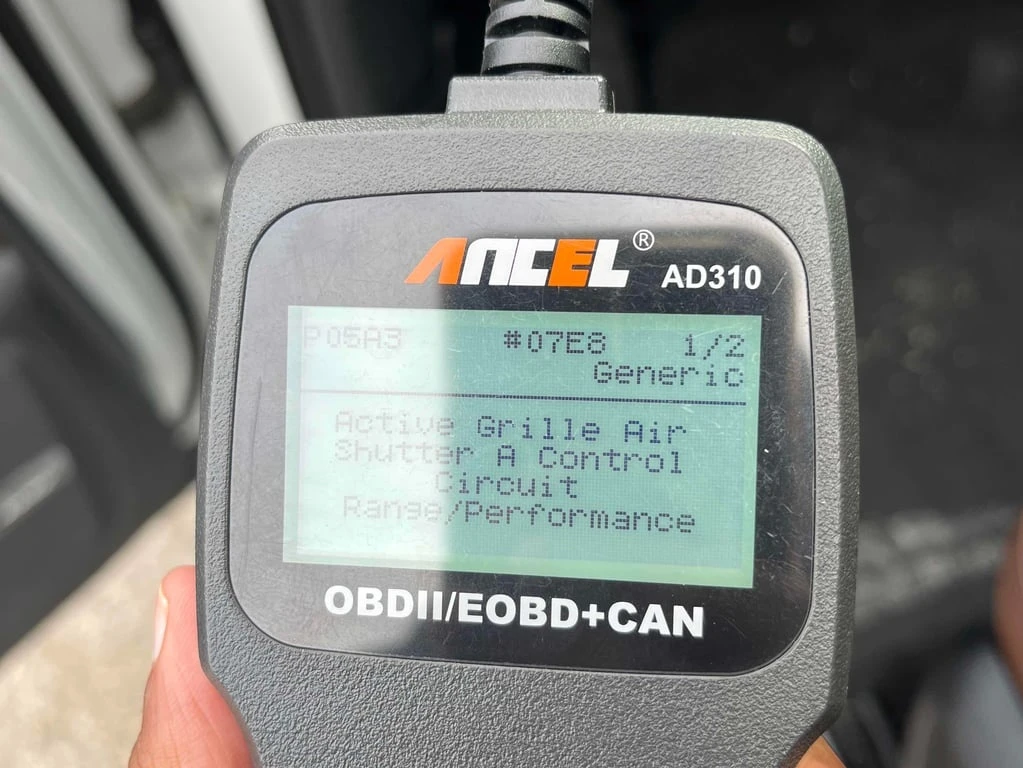 ANCEL®
AD310
P05A3 #07E8 1/2
Generic
Active Grille Air
Shutter A Control
Circuit
Range/Performance
OBDII/EOBD+CAN